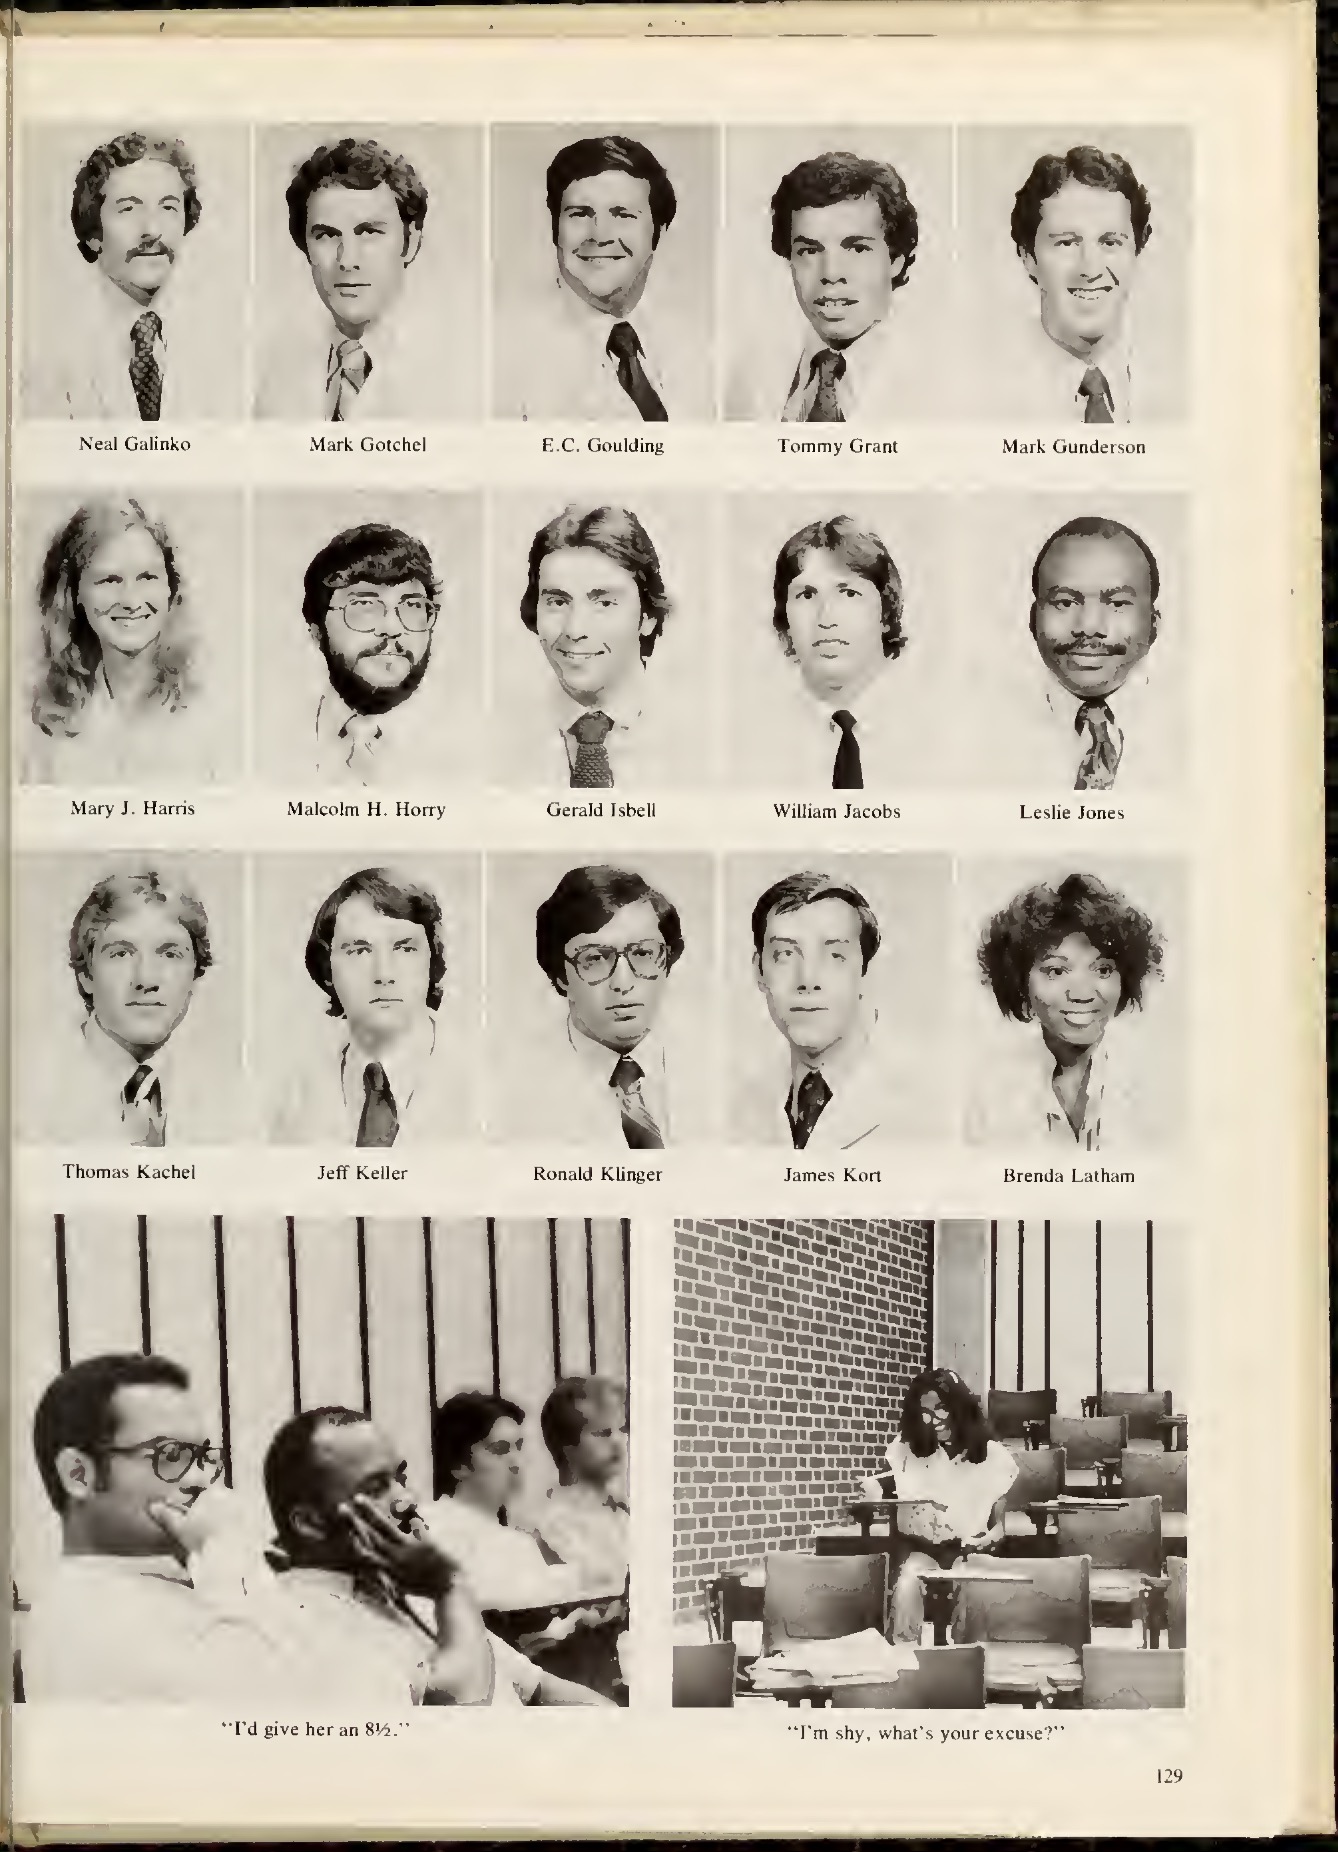 Neal Galinko
Mark Gotchel
E.C. Goulding
Tommy Grant
Mark Gunderson
Mary J. Harris
Malcolm H. Horry
Gerald Isbell
William Jacobs
Leslie Jones
Thomas Kachel
Jeff Keller
Ronald Klinger
James Kort
Brenda Latham
"I'd give her an 8½."
"I'm shy, what's your excuse?"
129